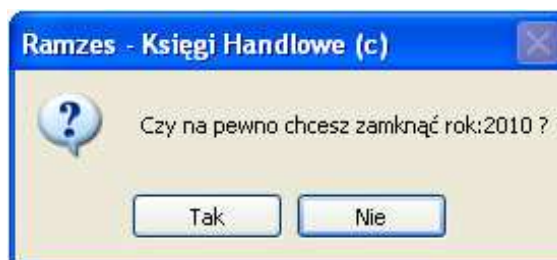 Ramzes - Księgi Handlowe (c)
Czy na pewno chcesz zamknąć rok:2010 ?
Tak
Nie